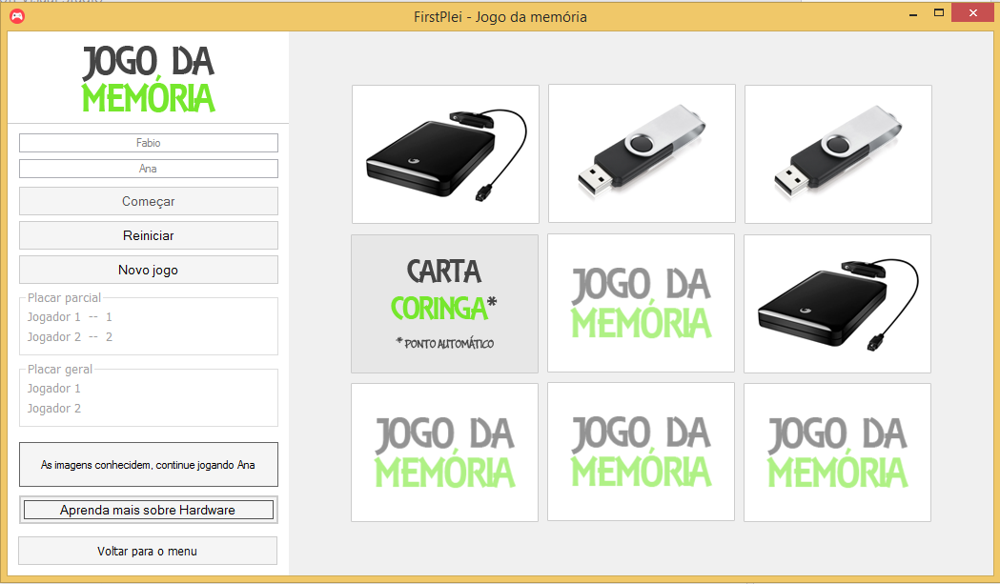 FirstPlei - Jogo da memória
JOGO DA
MEMÓRIA
Fabio
Ana
Começar
Reiniciar
Novo jogo
Placar parcial
Jogador 1 -- 1
Jogador 2 -- 2
Placar geral
Jogador 1
Jogador 2
As imagens conhecidem, continue jogando Ana
Aprenda mais sobre Hardware
Voltar para o menu
CARTA
CORINGA*
* PONTO AUTOMÁTICO
JOGO DA
MEMÓRIA
JOGO DA
MEMÓRIA
JOGO DA
MEMÓRIA
JOGO DA
MEMÓRIA